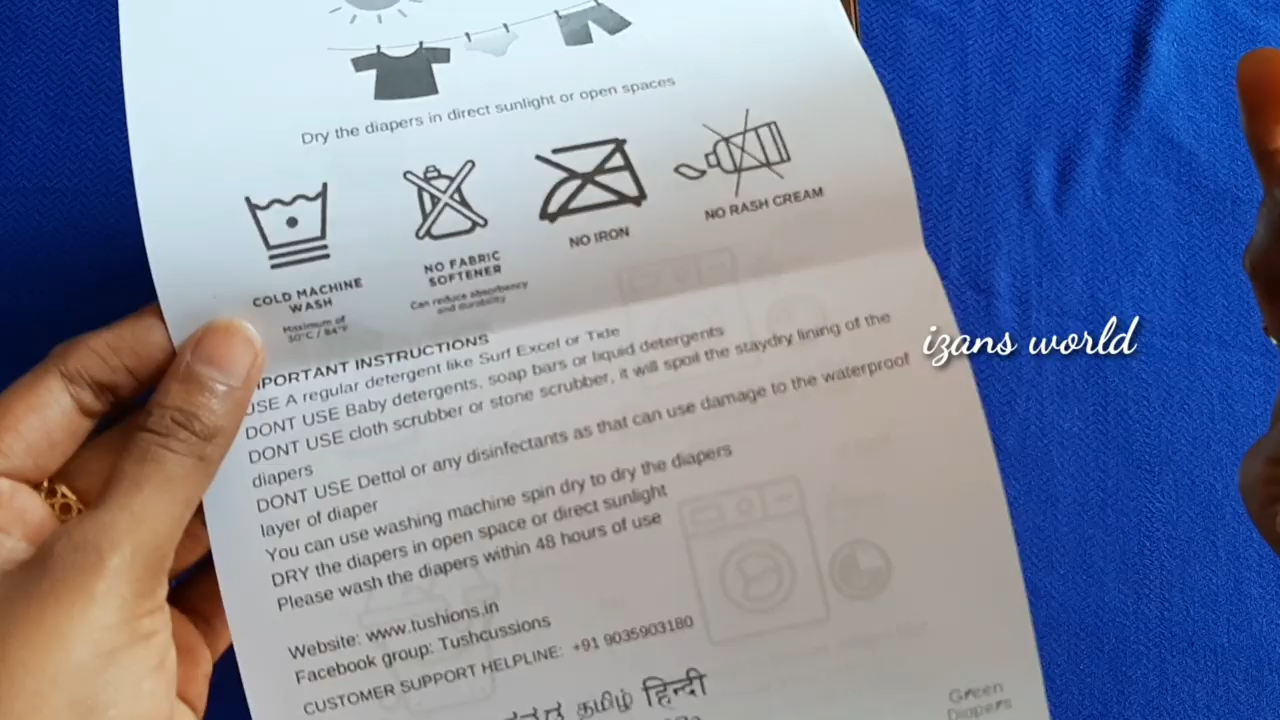 Dry the diapers in direct sunlight or open spaces
COLD MACHINE
WASH
Maximum of
30°C / 84°F
NO FABRIC
SOFTENER
Can reduce absorbency
and durability
NO IRON
NO RASH CREAM
IMPORTANT INSTRUCTIONS
USE A regular detergent like Surf Excel or Tide
DONT USE Baby detergents, soap bars or liquid detergents
DONT USE cloth scrubber or stone scrubber, it will spoil the staydry lining of the
diapers
DONT USE Dettol or any disinfectants as that can use damage to the waterproof
layer of diaper
You can use washing machine spin dry to dry the diapers
DRY the diapers in open space or direct sunlight
Please wash the diapers within 48 hours of use
Website: www.tushions.in
Facebook group: Tushcussions
CUSTOMER SUPPORT HELPLINE: +91 9035903180
தமிழ் हिन्दी
Green
Diapers
izans world